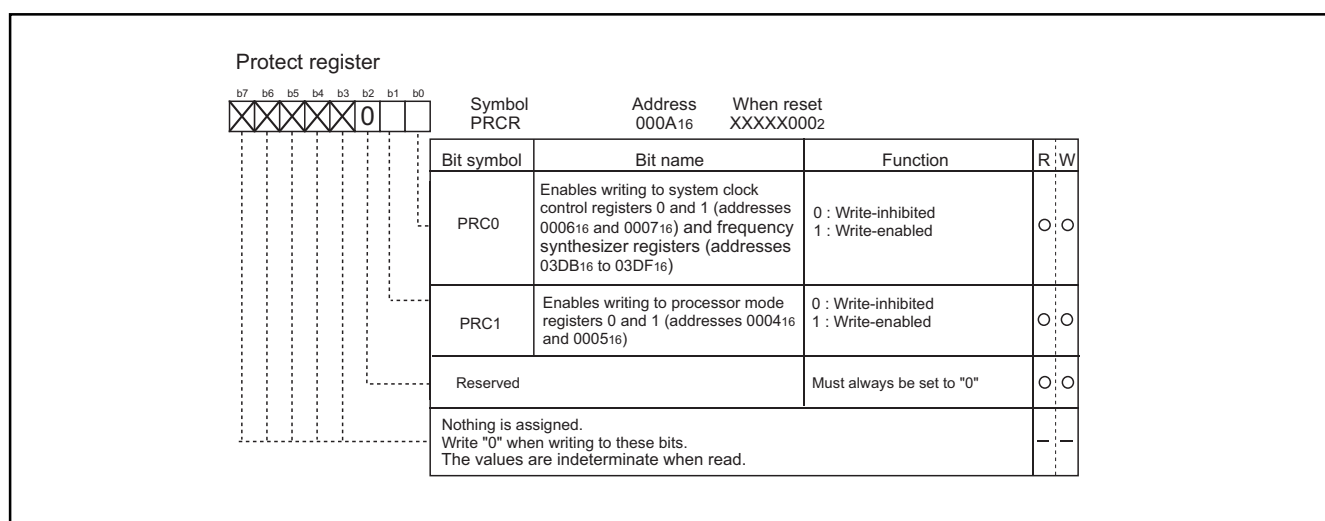 Protect register
b7 b6 b5 b4 b3 b2 b1 b0
0
Symbol Address When reset
PRCR 000A16 XXXXX0002
Bit symbol Bit name Function R W
PRC0
Enables writing to system clock
control registers 0 and 1 (addresses
000616 and 000716) and frequency
synthesizer registers (addresses
03DB16 to 03DF16)
0 : Write-inhibited
1 : Write-enabled
PRC1
Enables writing to processor mode
registers 0 and 1 (addresses 000416
and 000516)
0 : Write-inhibited
1 : Write-enabled
Reserved Must always be set to "0"
Nothing is assigned.
Write "0" when writing to these bits.
The values are indeterminate when read.